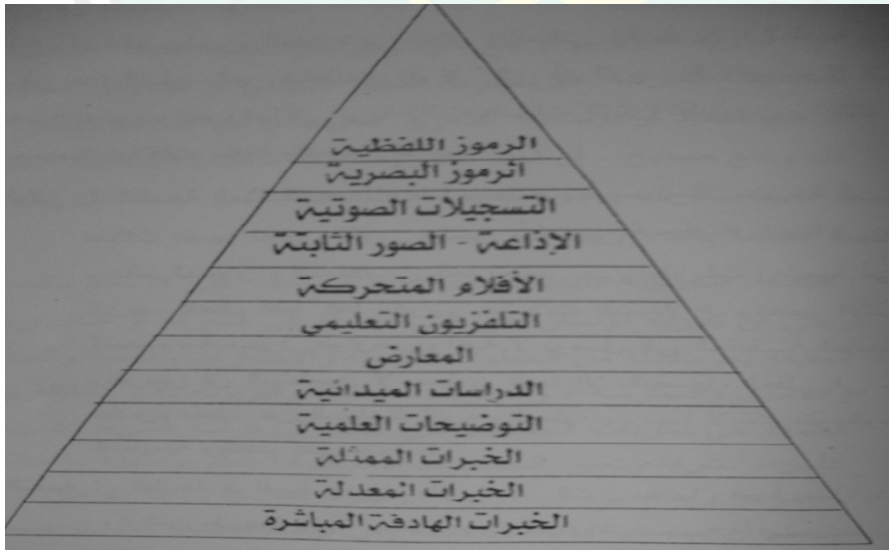 الرموز اللفظية
الرموز البصرية
التسجيلات الصوتية
الإذاعة - الصور الثابتة
الأفلام المتحركة
التلفزيون التعليمي
المعارض
الدراسات الميدانية
التوضيحات العلمية
الخبرات الممثلة
الخبرات المعدلة
الخبرات الهادفة المباشرة